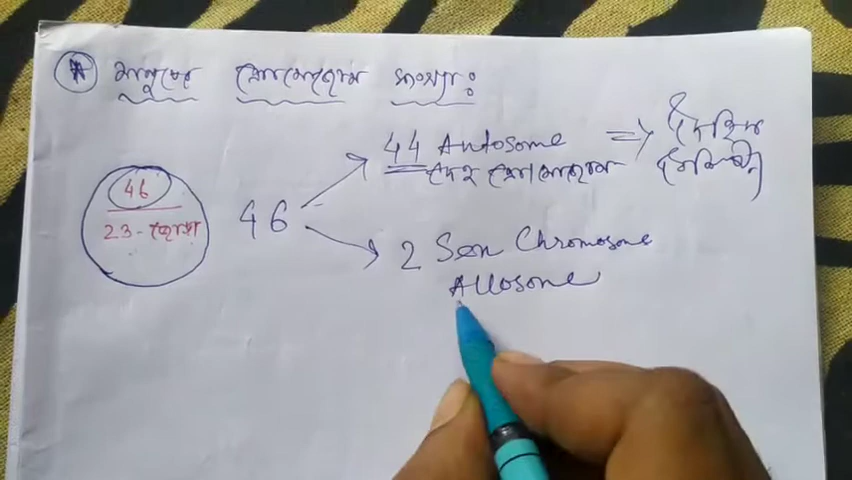 * মানুষের ক্রোমোজোম সংখ্যা:
46
23 - জোড়া
46
44 Autosome ⇒ দৈহিক
দেহ ক্রোমোজোম
2 Sex Chromosome
Allosome